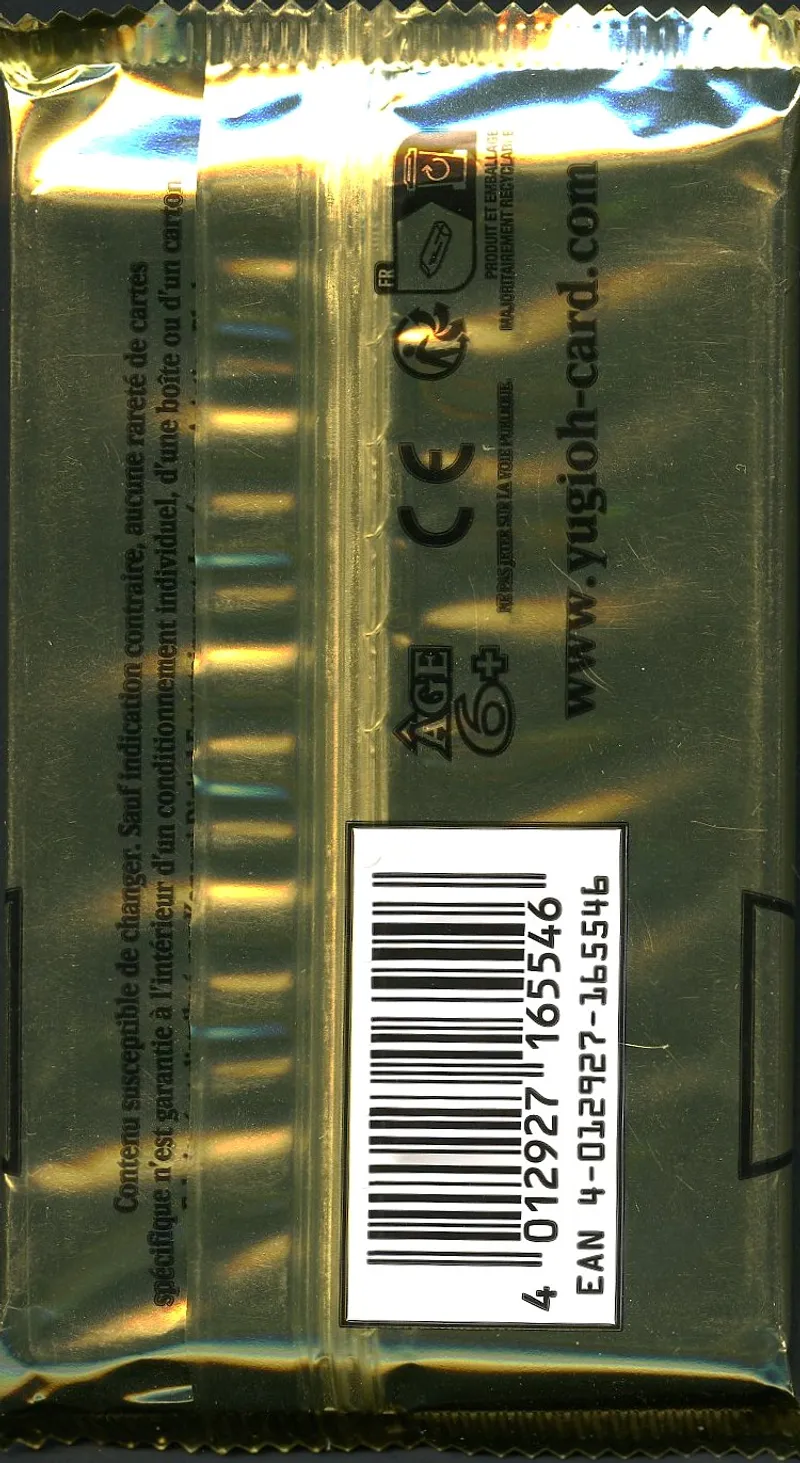 Contenu susceptible de changer. Sauf indication contraire, aucune rareté de cartes
spécifique n'est garantie à l'intérieur d'un conditionnement individuel, d'une boîte ou d'un carton
FR
PRODUIT ET EMBALLAGE
MAJORITAIREMENT RECYCLABLE
CE
NE PAS JETER SUR LA VOIE PUBLIQUE.
ÂGE
6+
www.yugioh-card.com
4 012927 165546
EAN 4-012927-165546